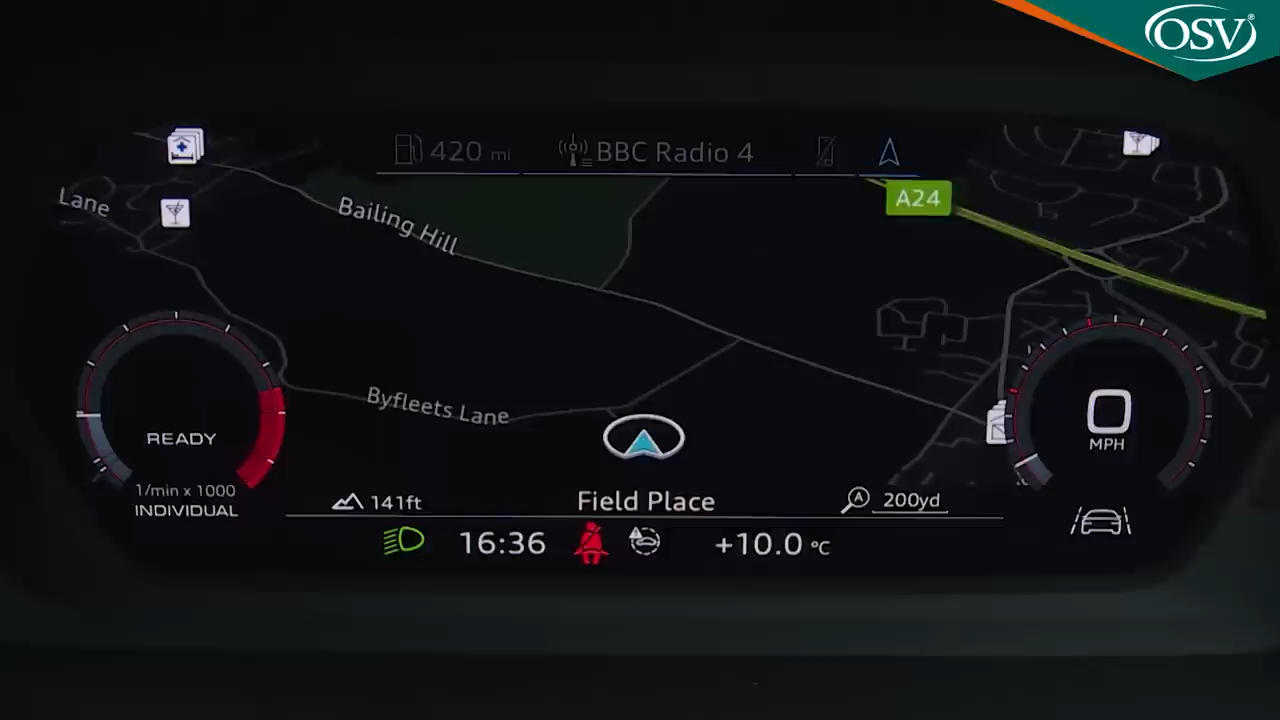 OSV
420 mi
BBC Radio 4
A24
Lane
Bailing Hill
Byfleets Lane
READY
1/min x 1000
INDIVIDUAL
0
MPH
141ft
Field Place
A
200yd
16:36
+10.0 °C